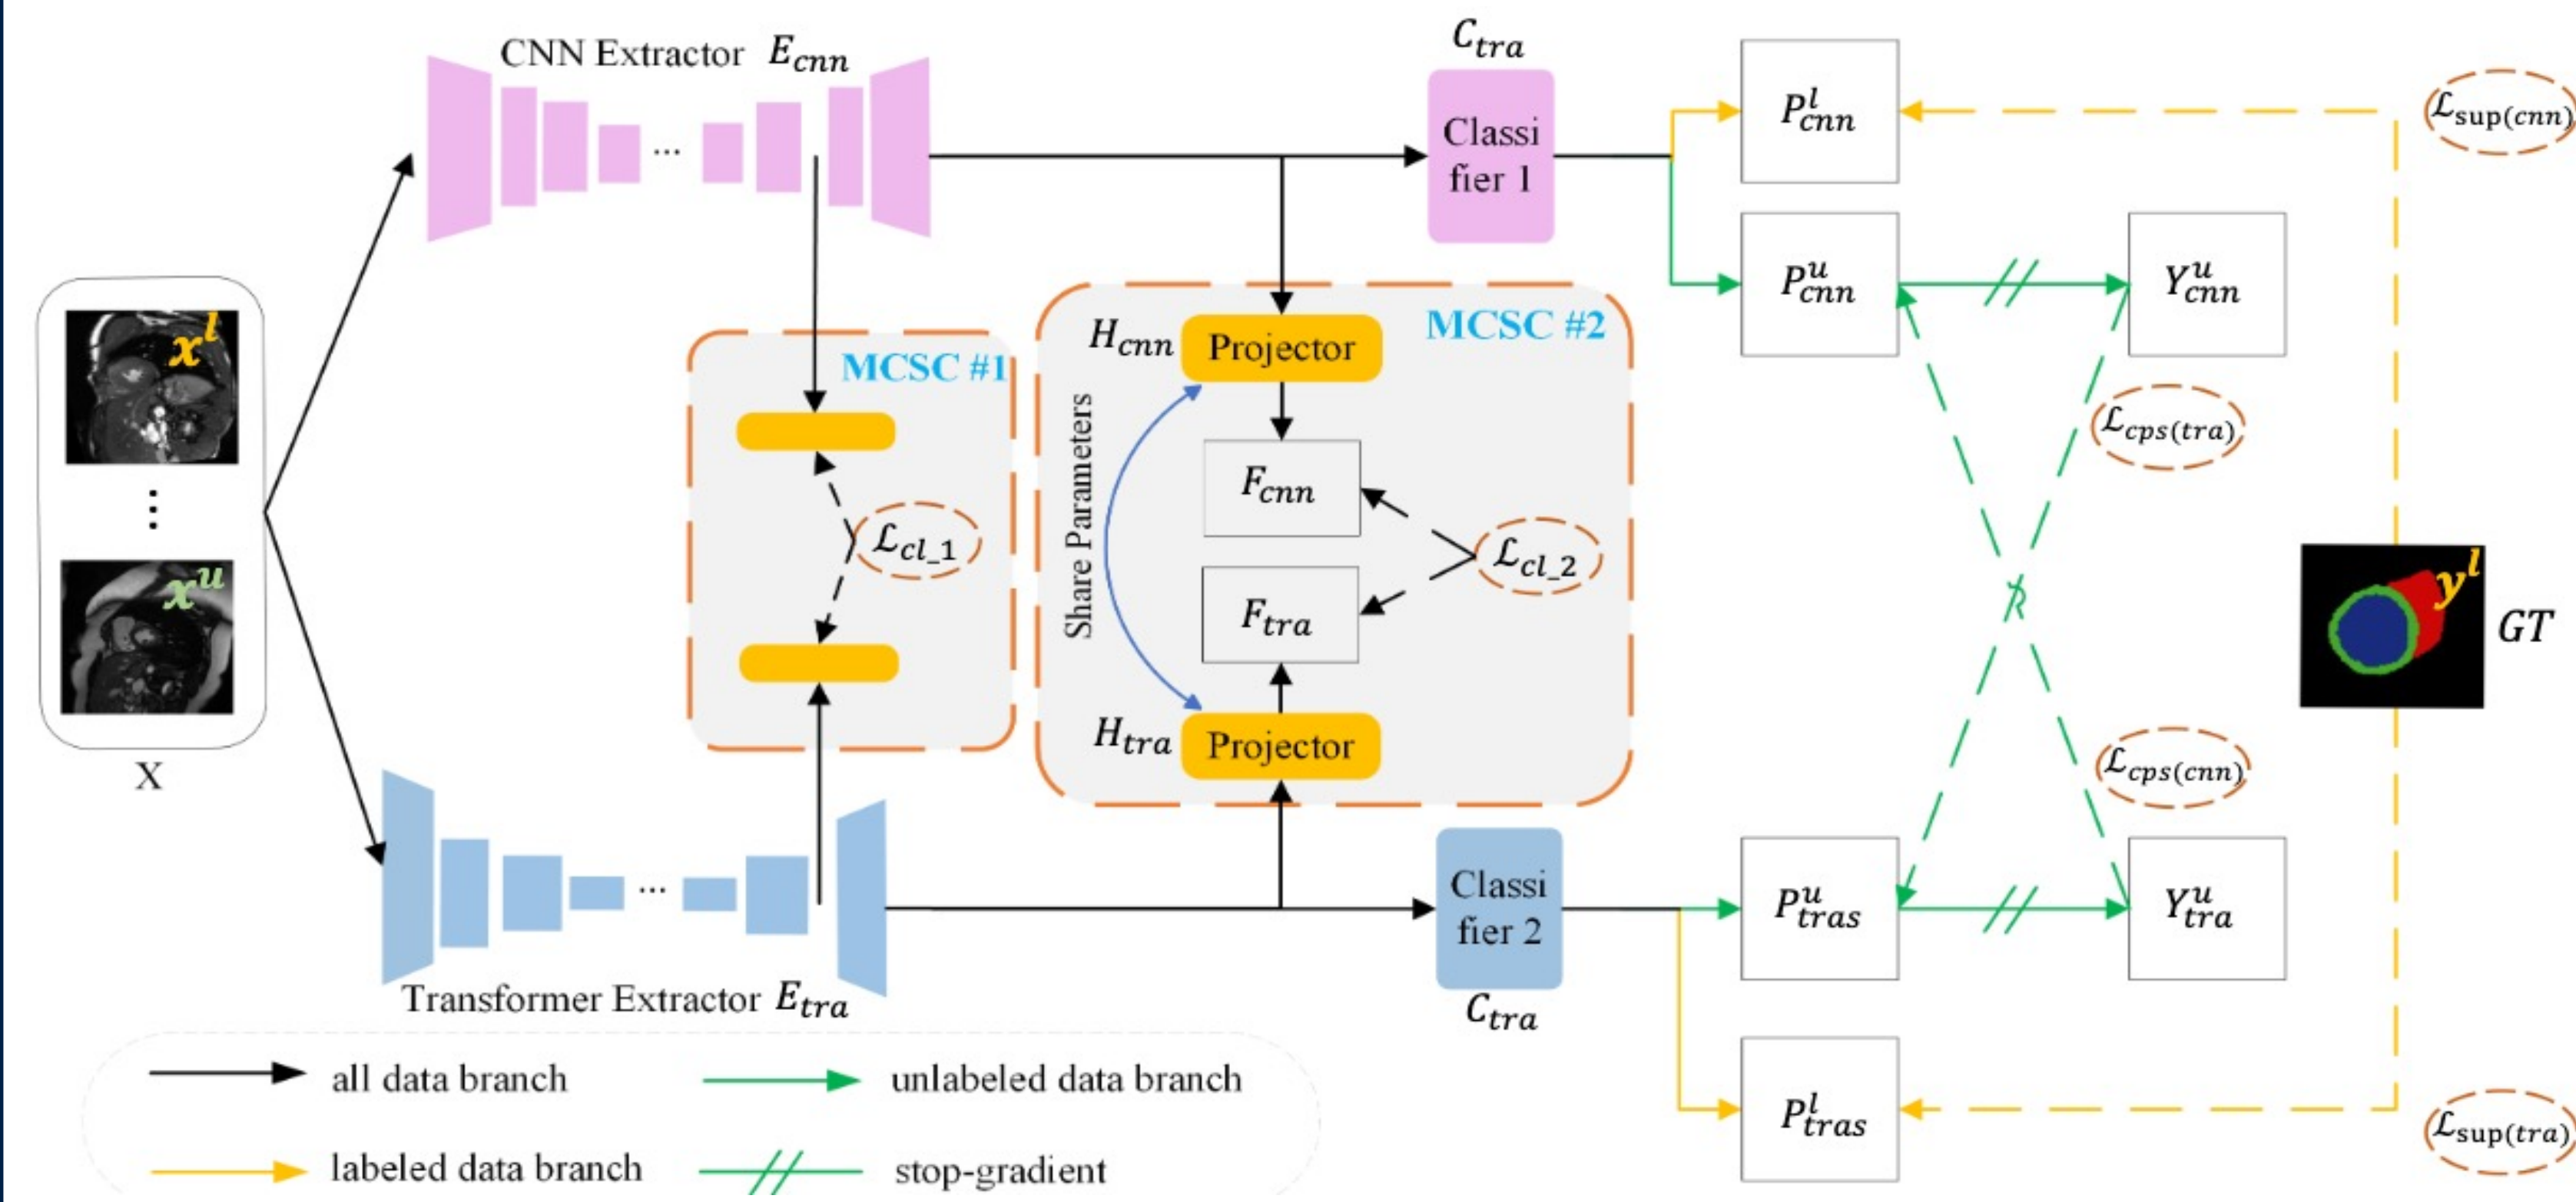 CNN Extractor E_cnn
C_tra
Classi
fier 1
P^l_cnn
L_sup(cnn)
P^u_cnn
Y^u_cnn
x^l
⋮
x^u
X
MCSC #1
L_cl_1
MCSC #2
H_cnn
Projector
Share Parameters
F_cnn
L_cl_2
F_tra
H_tra
Projector
L_cps(tra)
y^l
GT
L_cps(cnn)
...
...
Transformer Extractor E_tra
Classi
fier 2
C_tra
P^u_tras
Y^u_tra
P^l_tras
L_sup(tra)
all data branch
unlabeled data branch
labeled data branch
stop-gradient